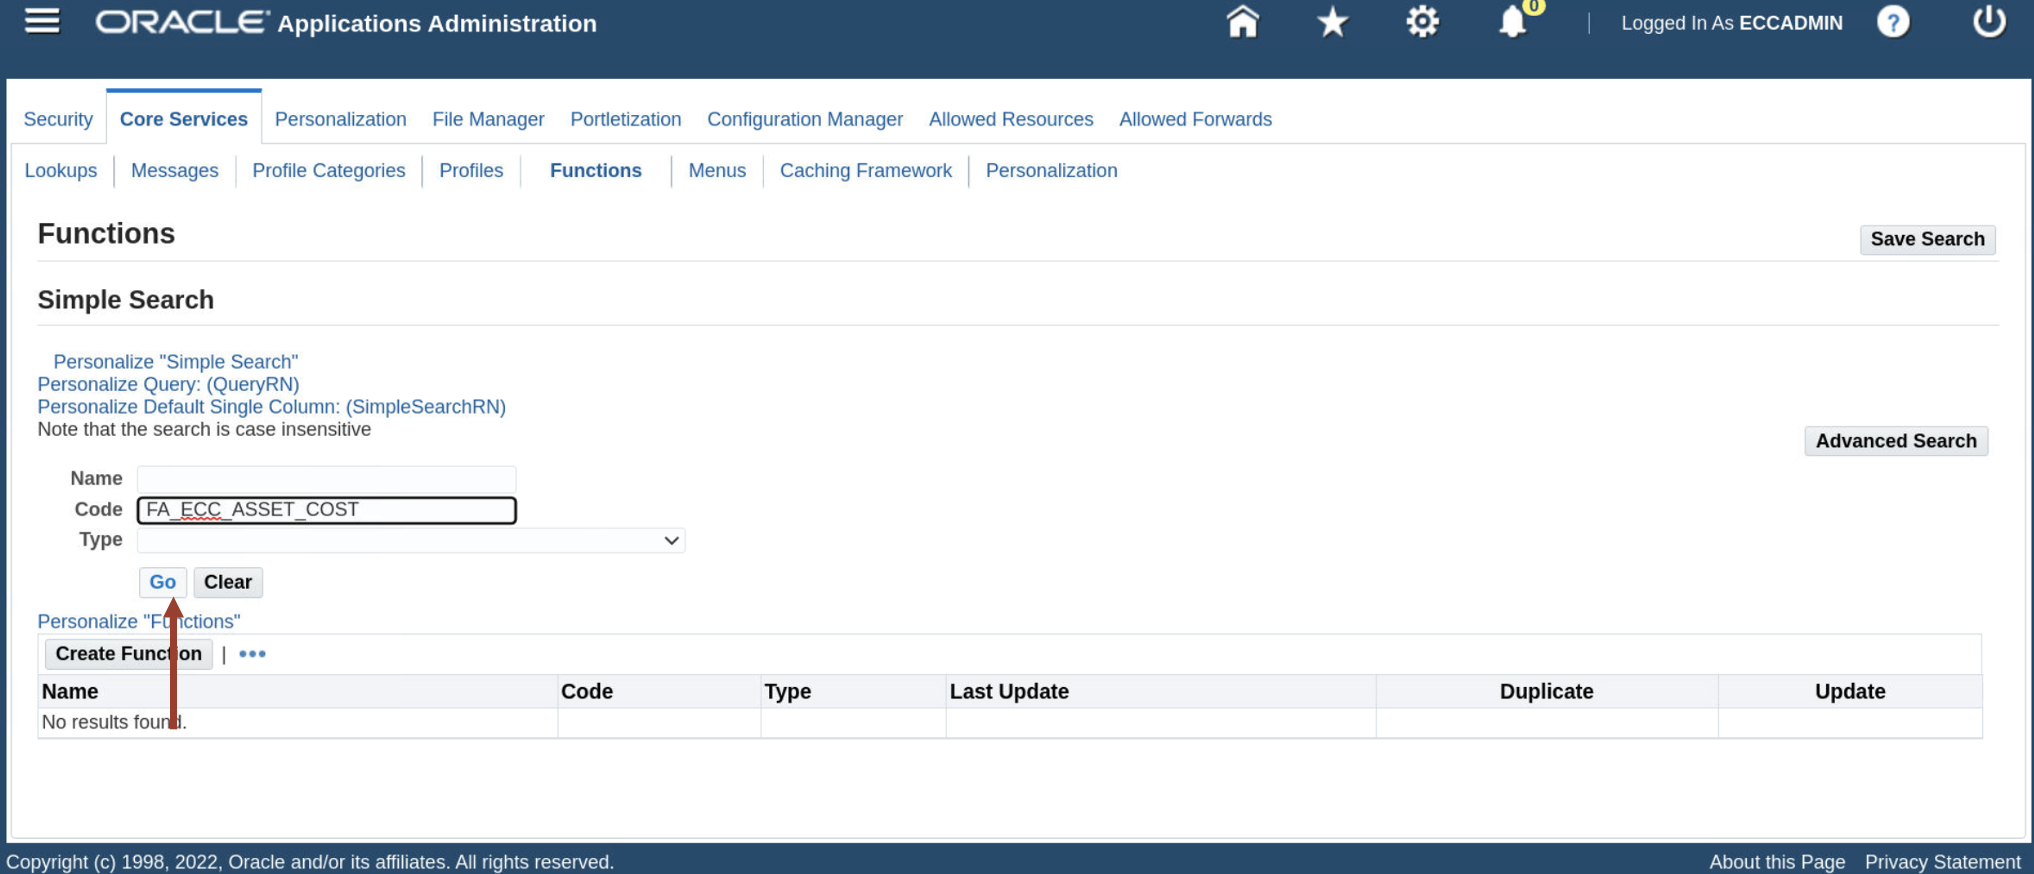 ORACLE Applications Administration 0 Logged In As ECCADMIN ?
Security Core Services Personalization File Manager Portletization Configuration Manager Allowed Resources Allowed Forwards
Lookups Messages Profile Categories Profiles Functions Menus Caching Framework Personalization
Functions
Save Search
Simple Search
Personalize "Simple Search"
Personalize Query: (QueryRN)
Personalize Default Single Column: (SimpleSearchRN)
Note that the search is case insensitive
Advanced Search
Name
Code FA_ECC_ASSET_COST
Type
Go Clear
Personalize "Functions"
Create Function | •••
Name Code Type Last Update Duplicate Update
No results found.
Copyright (c) 1998, 2022, Oracle and/or its affiliates. All rights reserved. About this Page Privacy Statement